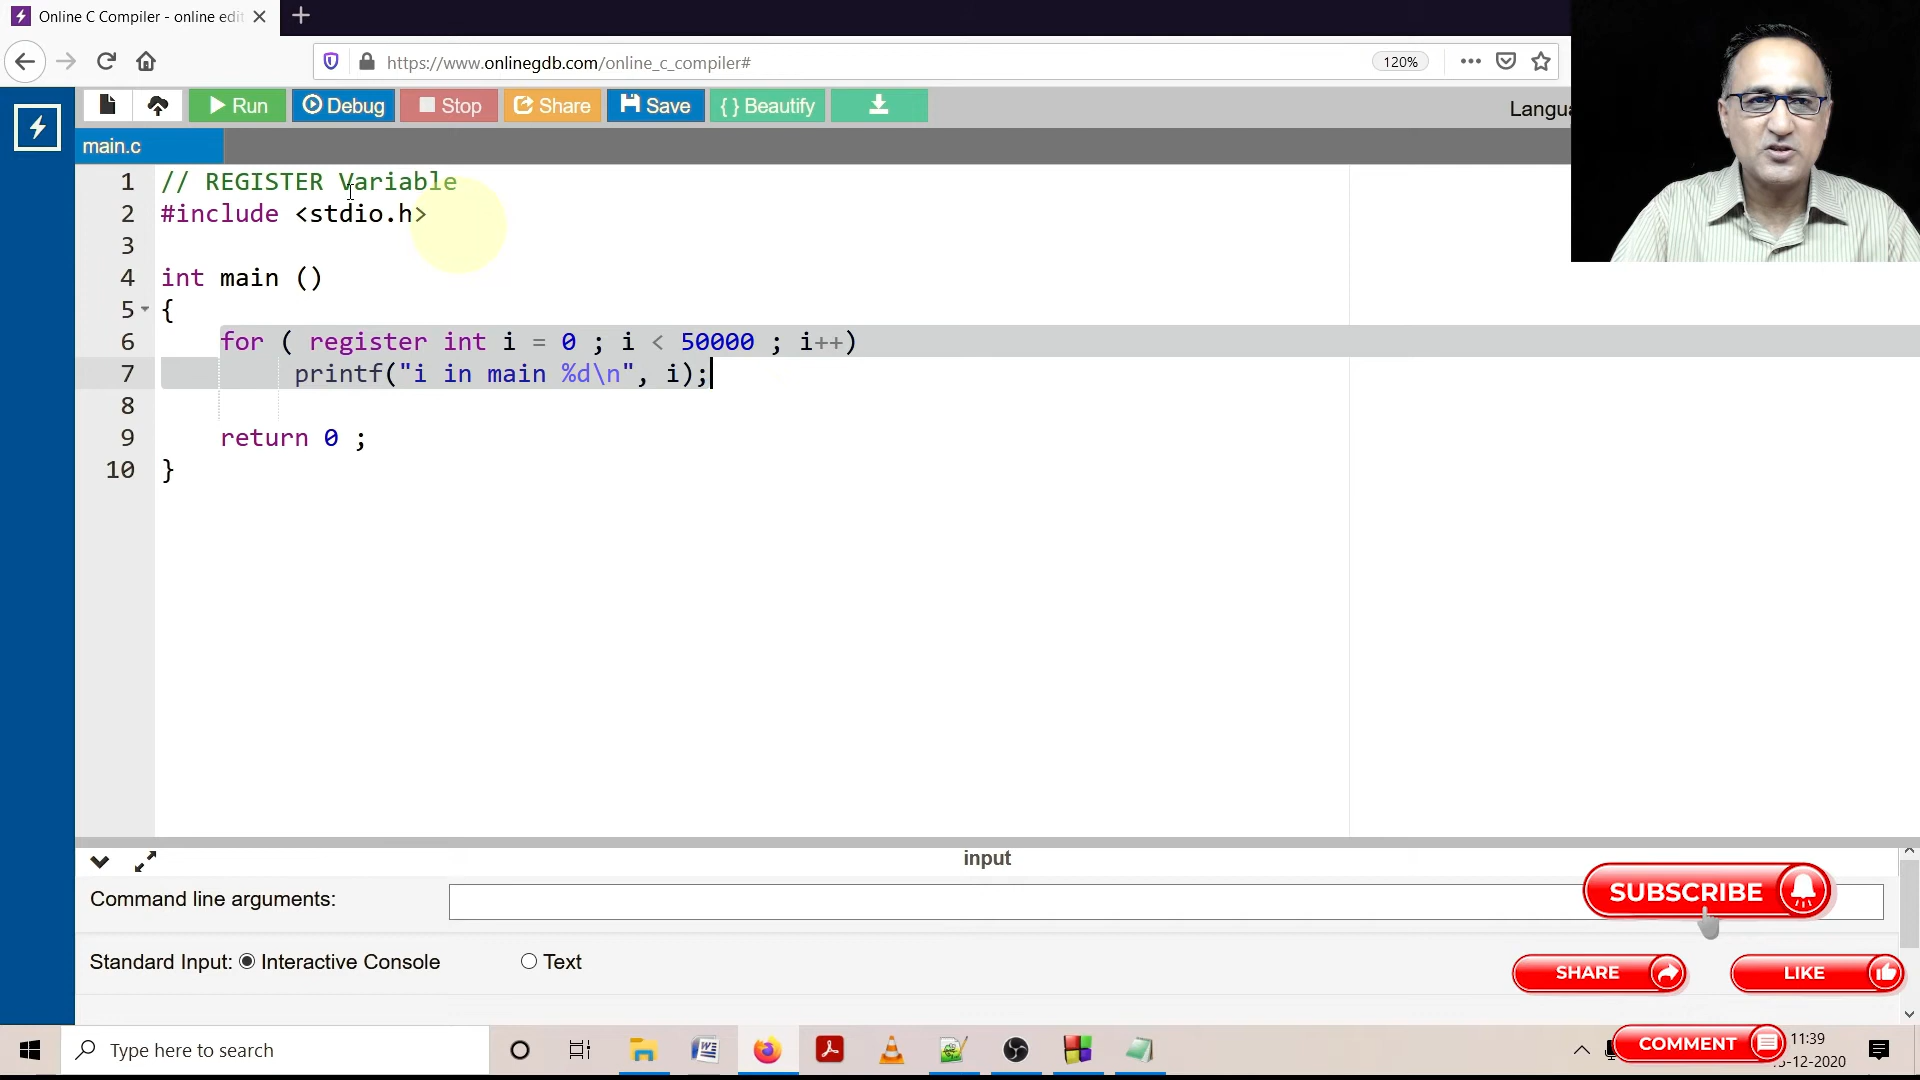 Online C Compiler - online edit
https://www.onlinegdb.com/online_c_compiler#
120%
Run
Debug
Stop
Share
Save
{ } Beautify
main.c
1 // REGISTER Variable
2 #include <stdio.h>
3
4 int main ()
5 {
6 for ( register int i = 0 ; i < 50000 ; i++)
7 printf("i in main %d\n", i);
8
9 return 0 ;
10 }
input
Command line arguments:
SUBSCRIBE
Standard Input: Interactive Console Text
SHARE
LIKE
Type here to search
COMMENT
11:39
-12-2020